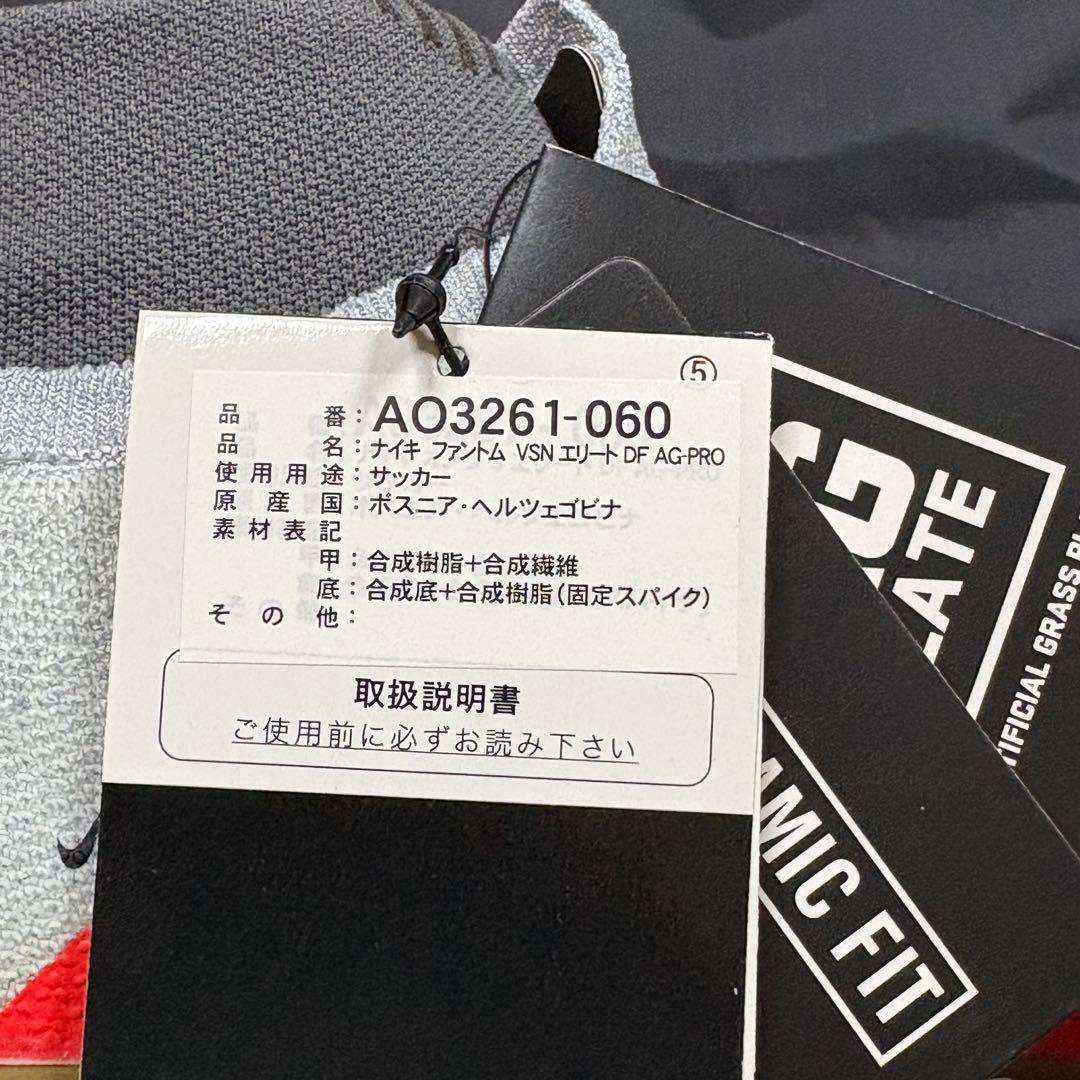 ⑤
品番：AO3261-060
品名：ナイキ ファントム VSN エリート DF AG-PRO
使用用途：サッカー
原産国：ボスニア・ヘルツェゴビナ
素材表記
甲：合成樹脂＋合成繊維
底：合成底＋合成樹脂（固定スパイク）
その他：
取扱説明書
ご使用前に必ずお読み下さい
AMIC FIT